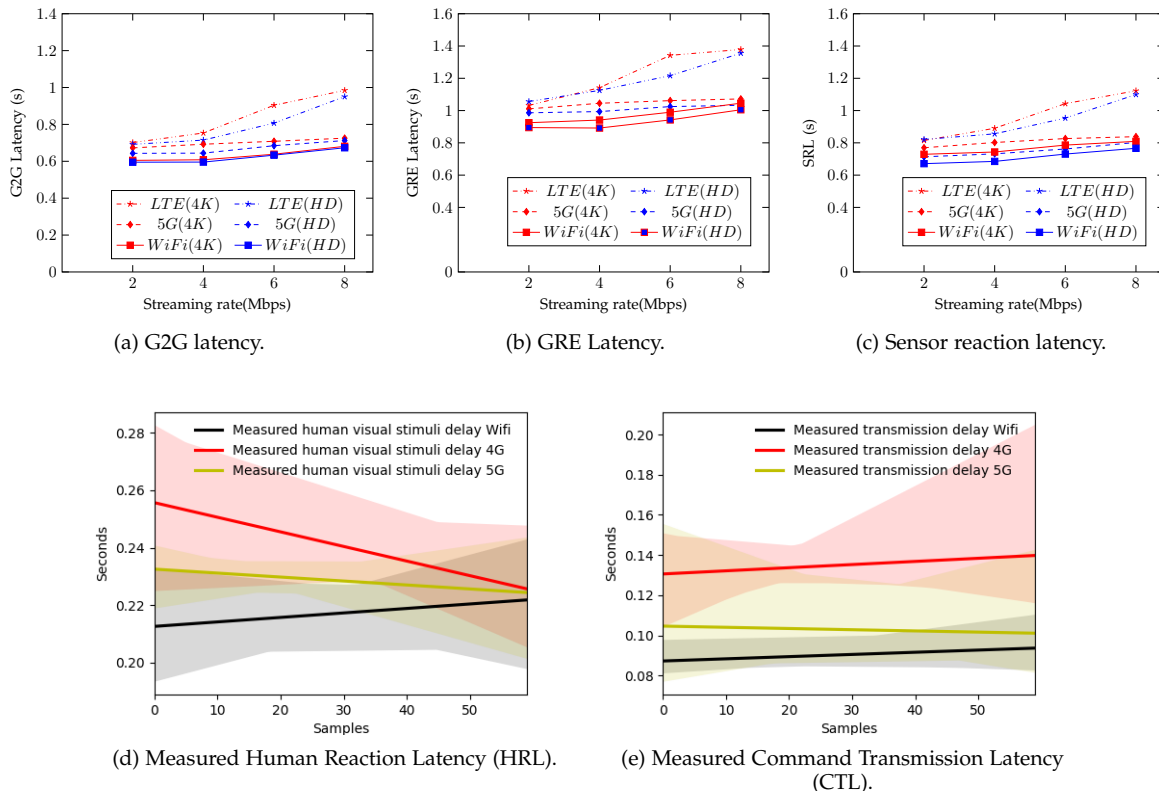 1.4
1.2
1
0.8
0.6
0.4
0.2
0
G2G Latency (s)
2 4 6 8
Streaming rate(Mbps)
LTE(4K) LTE(HD)
5G(4K) 5G(HD)
WiFi(4K) WiFi(HD)
(a) G2G latency.
1.6
1.4
1.2
1
0.8
0.6
0.4
0.2
0
GRE Latency (s)
2 4 6 8
Streaming rate(Mbps)
LTE(4K) LTE(HD)
5G(4K) 5G(HD)
WiFi(4K) WiFi(HD)
(b) GRE Latency.
1.6
1.4
1.2
1
0.8
0.6
0.4
0.2
0
SRL (s)
2 4 6 8
Streaming rate(Mbps)
LTE(4K) LTE(HD)
5G(4K) 5G(HD)
WiFi(4K) WiFi(HD)
(c) Sensor reaction latency.
Measured human visual stimuli delay Wifi
Measured human visual stimuli delay 4G
Measured human visual stimuli delay 5G
0.28
0.26
0.24
0.22
0.20
Seconds
0 10 20 30 40 50
Samples
(d) Measured Human Reaction Latency (HRL).
Measured transmission delay Wifi
Measured transmission delay 4G
Measured transmission delay 5G
0.20
0.18
0.16
0.14
0.12
0.10
0.08
Seconds
0 10 20 30 40 50
Samples
(e) Measured Command Transmission Latency
(CTL).